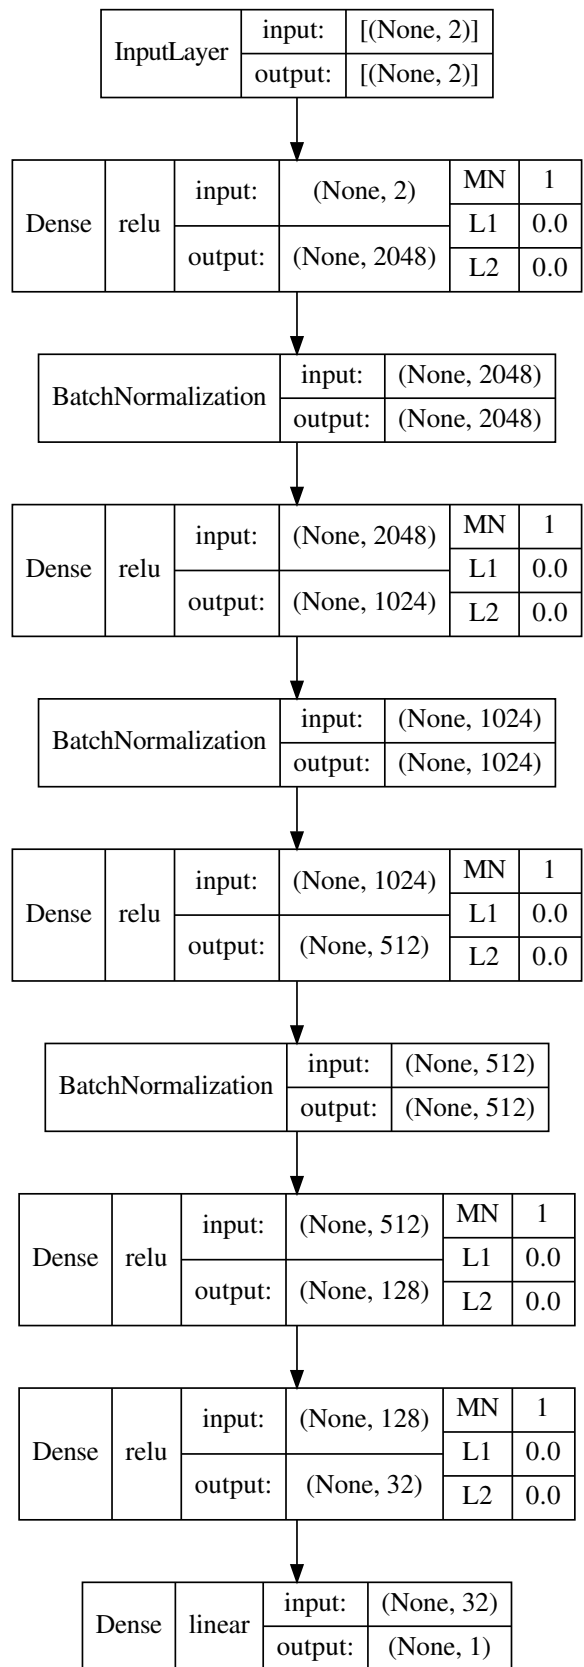 InputLayer input: [(None, 2)]
output: [(None, 2)]
Dense relu input: (None, 2) MN 1
L1 0.0
output: (None, 2048) L2 0.0
BatchNormalization input: (None, 2048)
output: (None, 2048)
Dense relu input: (None, 2048) MN 1
L1 0.0
output: (None, 1024) L2 0.0
BatchNormalization input: (None, 1024)
output: (None, 1024)
Dense relu input: (None, 1024) MN 1
L1 0.0
output: (None, 512) L2 0.0
BatchNormalization input: (None, 512)
output: (None, 512)
Dense relu input: (None, 512) MN 1
L1 0.0
output: (None, 128) L2 0.0
Dense relu input: (None, 128) MN 1
L1 0.0
output: (None, 32) L2 0.0
Dense linear input: (None, 32)
output: (None, 1)